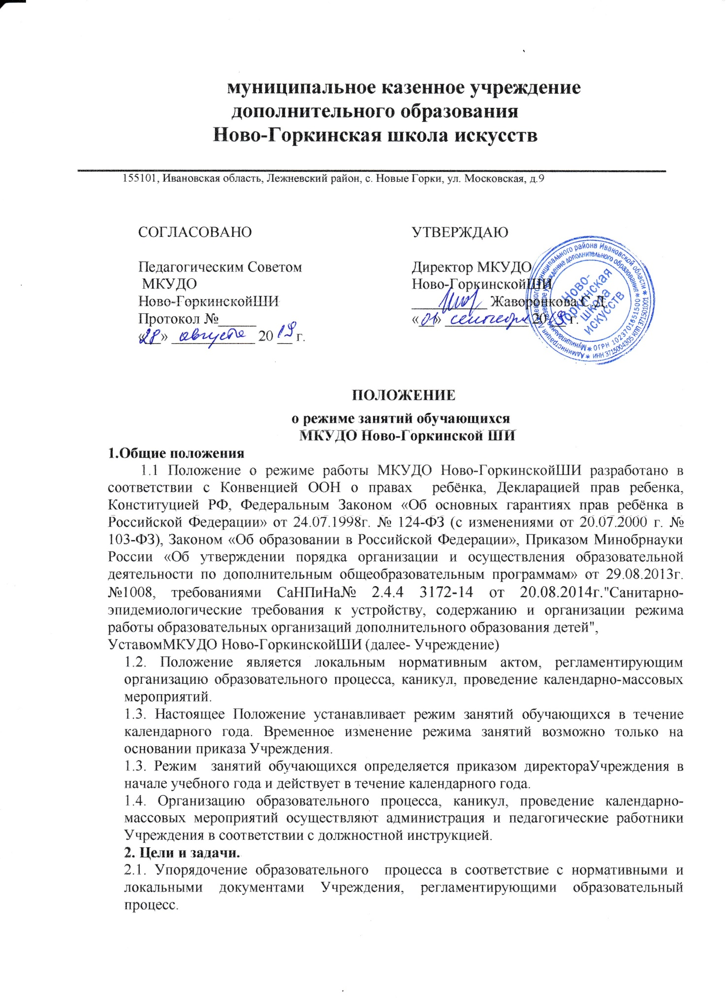 муниципальное казенное учреждение
дополнительного образования
Ново-Горкинская школа искусств
155101, Ивановская область, Лежневский район, с. Новые Горки, ул. Московская, д.9
СОГЛАСОВАНО
Педагогическим Советом
МКУДО
Ново-ГоркинскойШИ
Протокол №_____
«28» августа 20 19 г.
УТВЕРЖДАЮ
Директор МКУДО
Ново-ГоркинскойШИ
__________ Жаворонкова С.Д.
«01» сентября 2019 г.
Администрация Лежневского муниципального района Ивановской области * ИНН 3715004305 КПП 371501001
* Муниципальное казенное учреждение дополнительного образования * ОГРН 1023701651500
Ново-
Горкинская
школа
искусств
ПОЛОЖЕНИЕ
о режиме занятий обучающихся
МКУДО Ново-Горкинской ШИ
1.Общие положения
1.1 Положение о режиме работы МКУДО Ново-ГоркинскойШИ разработано в
соответствии с Конвенцией ООН о правах ребёнка, Декларацией прав ребенка,
Конституцией РФ, Федеральным Законом «Об основных гарантиях прав ребёнка в
Российской Федерации» от 24.07.1998г. № 124-ФЗ (с изменениями от 20.07.2000 г. №
103-ФЗ), Законом «Об образовании в Российской Федерации», Приказом Минобрнауки
России «Об утверждении порядка организации и осуществления образовательной
деятельности по дополнительным общеобразовательным программам» от 29.08.2013г.
№1008, требованиями СаНПиНа№ 2.4.4 3172-14 от 20.08.2014г."Санитарно-
эпидемиологические требования к устройству, содержанию и организации режима
работы образовательных организаций дополнительного образования детей",
УставомМКУДО Ново-ГоркинскойШИ (далее- Учреждение)
1.2. Положение является локальным нормативным актом, регламентирующим
организацию образовательного процесса, каникул, проведение календарно-массовых
мероприятий.
1.3. Настоящее Положение устанавливает режим занятий обучающихся в течение
календарного года. Временное изменение режима занятий возможно только на
основании приказа Учреждения.
1.3. Режим занятий обучающихся определяется приказом директораУчреждения в
начале учебного года и действует в течение календарного года.
1.4. Организацию образовательного процесса, каникул, проведение календарно-
массовых мероприятий осуществляют администрация и педагогические работники
Учреждения в соответствии с должностной инструкцией.
2. Цели и задачи.
2.1. Упорядочение образовательного процесса в соответствие с нормативными и
локальными документами Учреждения, регламентирующими образовательный
процесс.